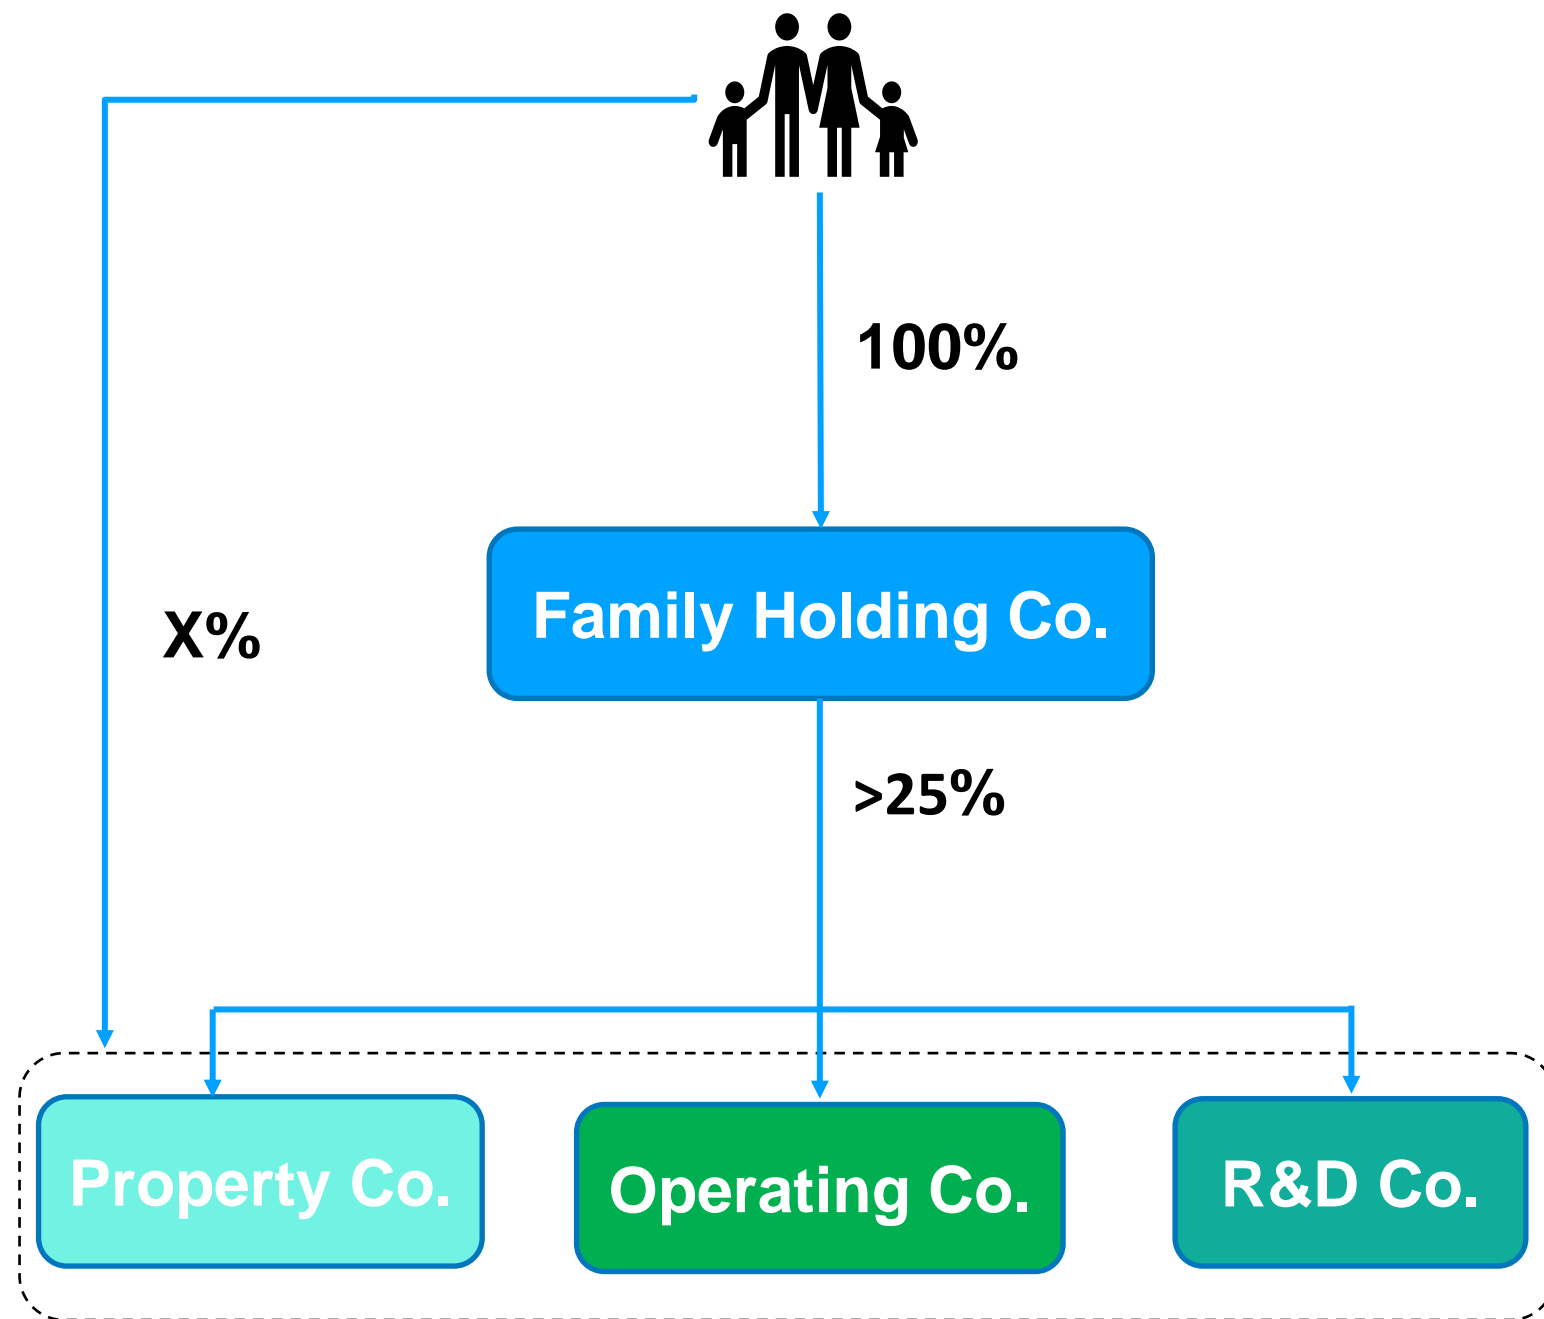 100%
Family Holding Co.
X%
>25%
Property Co.
Operating Co.
R&D Co.